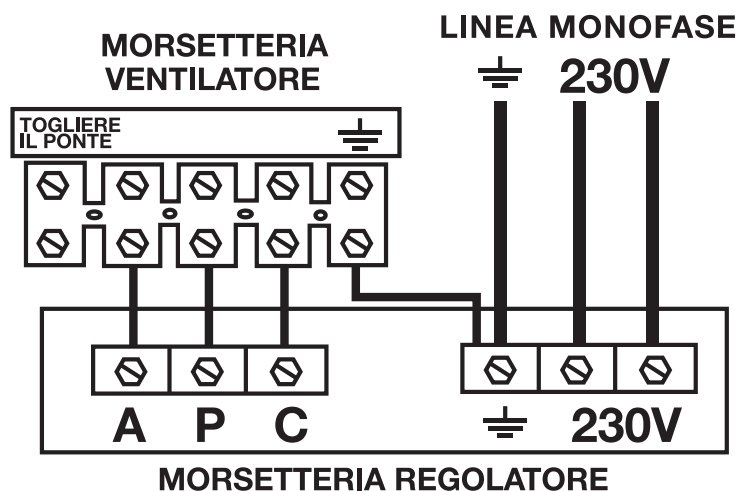 LINEA MONOFASE
230V
MORSETTERIA
VENTILATORE
TOGLIERE
IL PONTE
A P C
230V
MORSETTERIA REGOLATORE